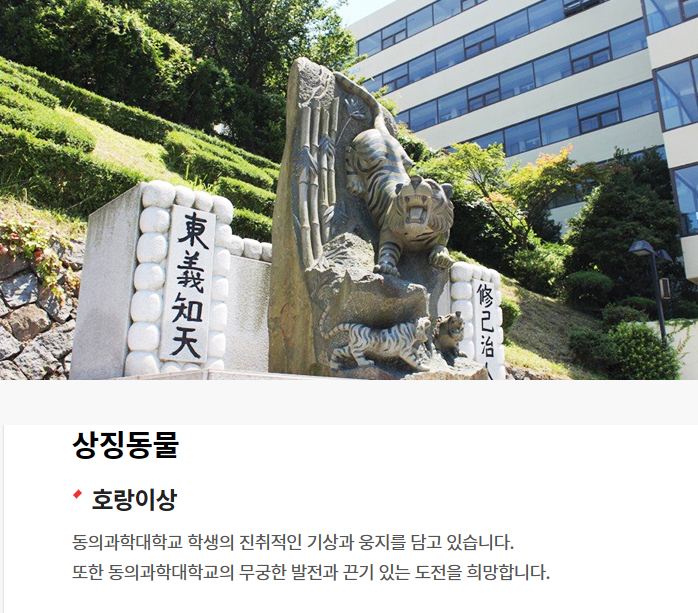 東義知天
修己治人
상징동물
호랑이상
동의과학대학교 학생의 진취적인 기상과 웅지를 담고 있습니다.
또한 동의과학대학교의 무궁한 발전과 끈기 있는 도전을 희망합니다.